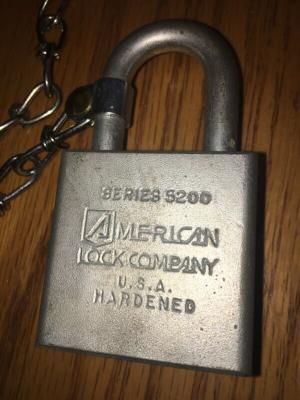 SERIES 5200
AMERICAN
LOCK COMPANY
U.S.A.
HARDENED